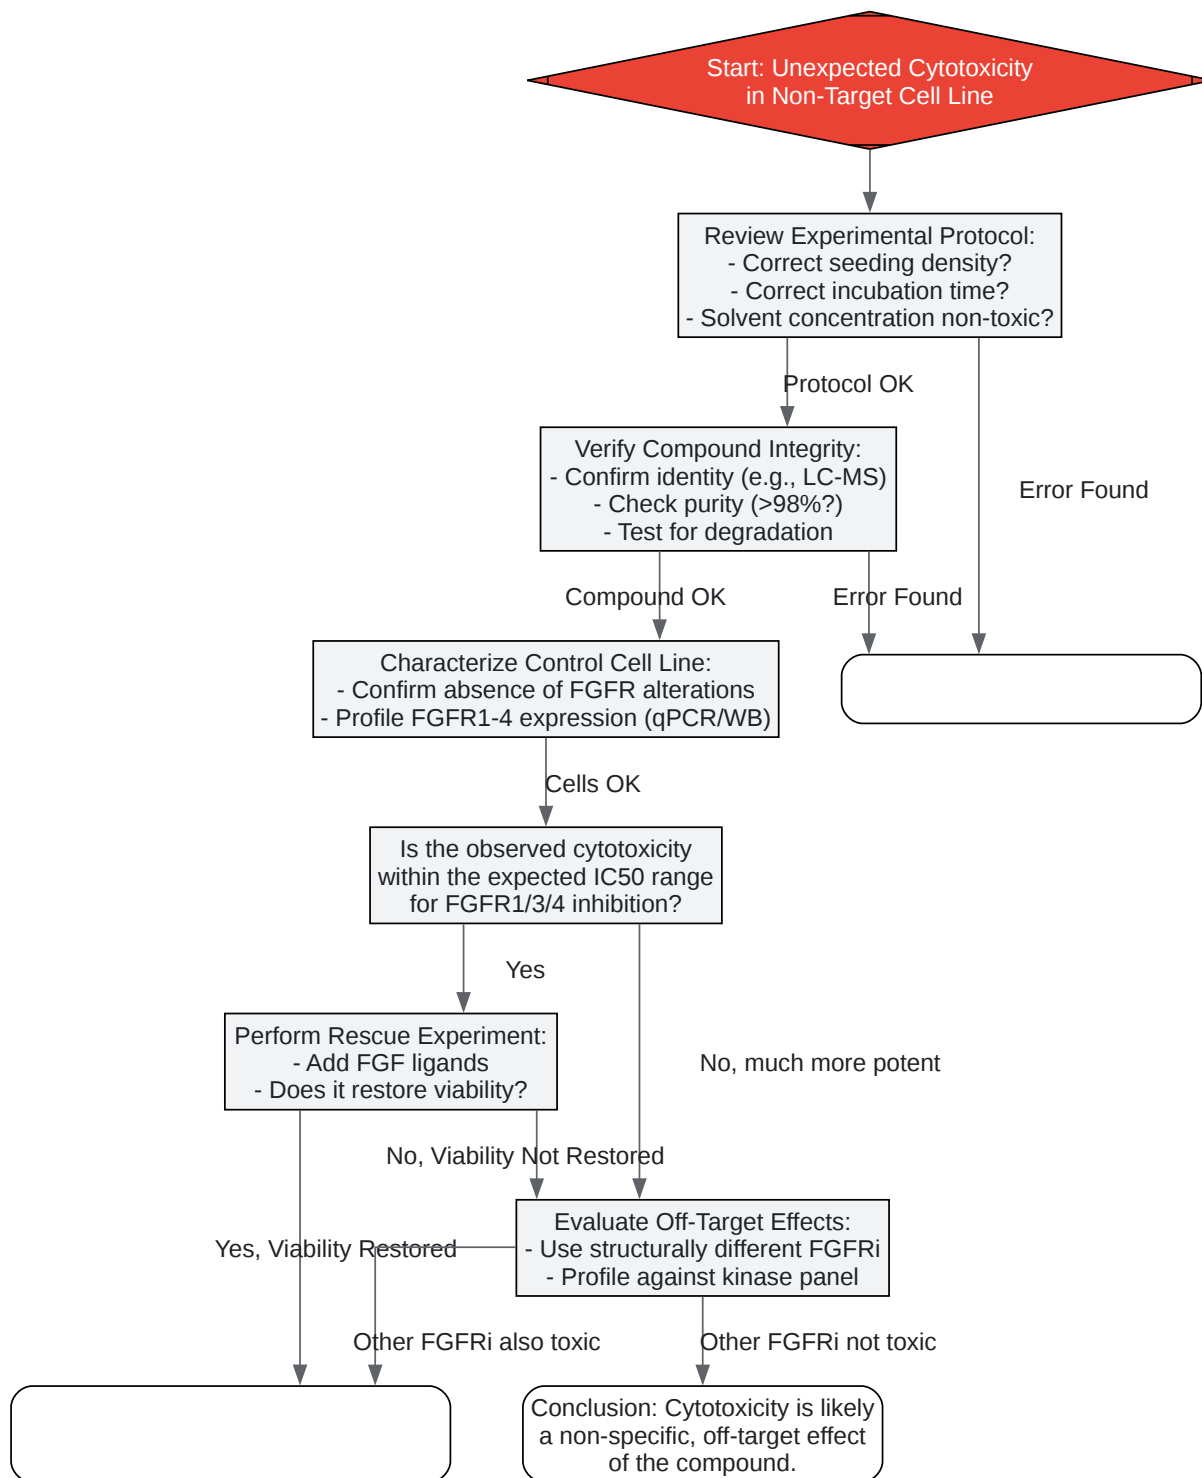 Start: Unexpected Cytotoxicity
in Non-Target Cell Line
Review Experimental Protocol:
- Correct seeding density?
- Correct incubation time?
- Solvent concentration non-toxic?
Protocol OK
Error Found
Verify Compound Integrity:
- Confirm identity (e.g., LC-MS)
- Check purity (>98%?)
- Test for degradation
Compound OK
Error Found
Characterize Control Cell Line:
- Confirm absence of FGFR alterations
- Profile FGFR1-4 expression (qPCR/WB)
Cells OK
Is the observed cytotoxicity
within the expected IC50 range
for FGFR1/3/4 inhibition?
Yes
No, much more potent
Perform Rescue Experiment:
- Add FGF ligands
- Does it restore viability?
No, Viability Not Restored
Yes, Viability Restored
Evaluate Off-Target Effects:
- Use structurally different FGFRi
- Profile against kinase panel
Other FGFRi also toxic
Other FGFRi not toxic
Conclusion: Cytotoxicity is likely
a non-specific, off-target effect
of the compound.